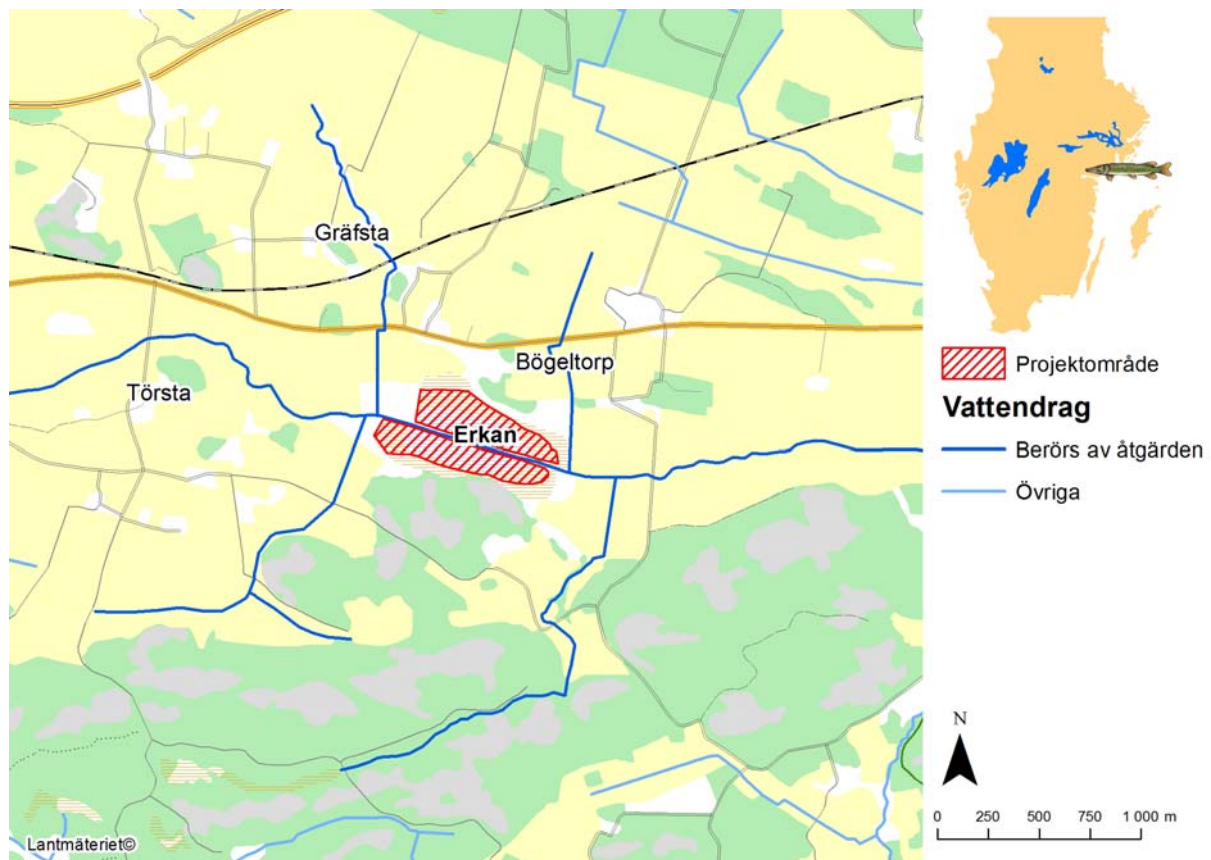 Gräfsta
Bögeltorp
Törsta
Erkan
Lantmäteriet©
Projektområde
Vattendrag
Berörs av åtgärden
Övriga
N
0 250 500 750 1 000 m